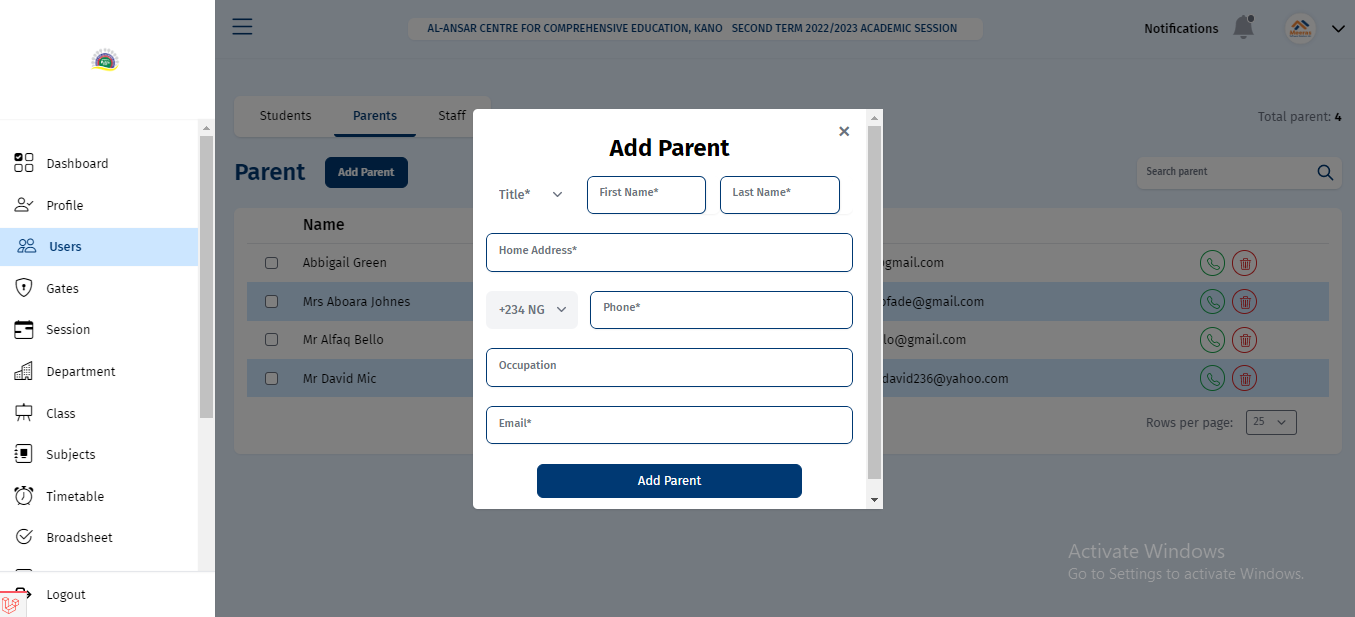 AL-ANSAR CENTRE FOR COMPREHENSIVE EDUCATION, KANO SECOND TERM 2022/2023 ACADEMIC SESSION
Notifications
Dashboard
Profile
Users
Gates
Session
Department
Class
Subjects
Timetable
Broadsheet
Logout
Students
Parents
Staff
Total parent: 4
Parent
Add Parent
Search parent
Name
Abbigail Green
@gmail.com
Mrs Aboara Johnes
ofade@gmail.com
Mr Alfaq Bello
lo@gmail.com
Mr David Mic
david236@yahoo.com
Rows per page:
25
×
Add Parent
Title*
First Name*
Last Name*
Home Address*
+234 NG
Phone*
Occupation
Email*
Add Parent
Activate Windows
Go to Settings to activate Windows.